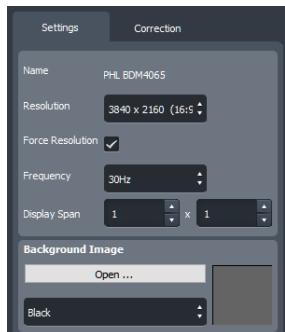 Settings Correction
Name PHL BDM4065
Resolution 3840 x 2160 (16:9
Force Resolution
Frequency 30Hz
Display Span 1 x 1
Background Image
Open ...
Black